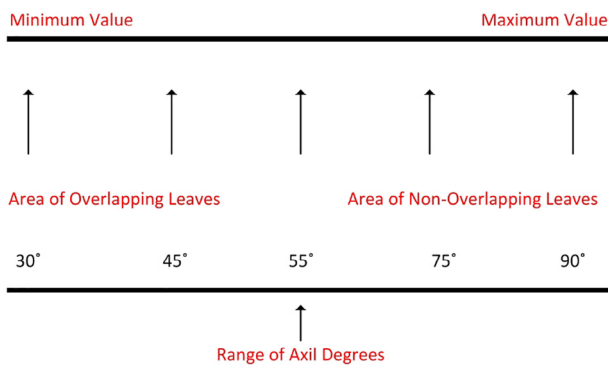 Minimum Value Maximum Value
Area of Overlapping Leaves Area of Non-Overlapping Leaves
30˚ 45˚ 55˚ 75˚ 90˚
Range of Axil Degrees